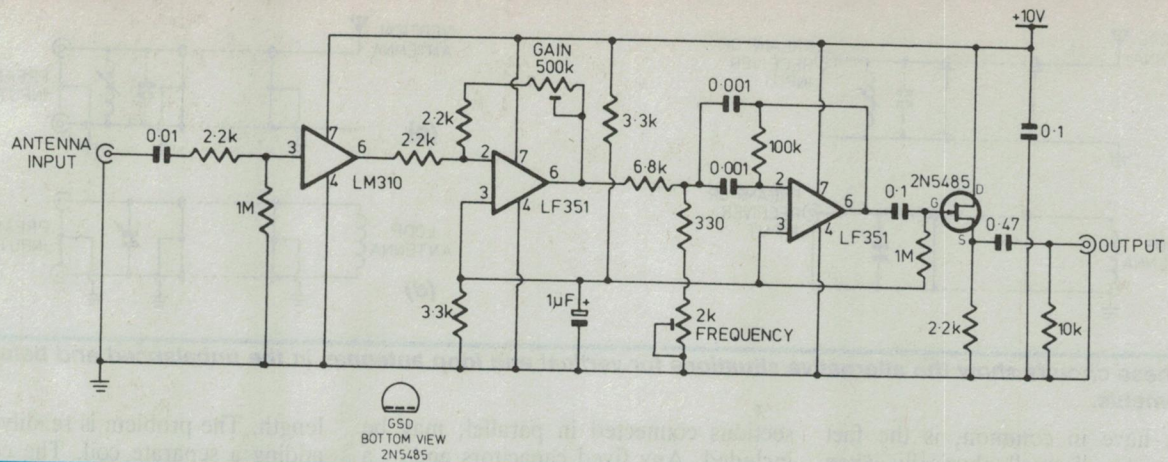 +10V
GAIN
500k
0·001
ANTENNA
INPUT
0·01
2·2k
3
7
6
4
LM310
1M
2·2k
2·2k
2
3
7
6
4
LF351
3·3k
6·8k
0·001
100k
2
3
7
6
4
LF351
0·1
2N5485
G
D
S
0·1
0·47
OUTPUT
330
1M
3·3k
1µF +
2k
FREQUENCY
2·2k
10k
GSD
BOTTOM VIEW
2N5485